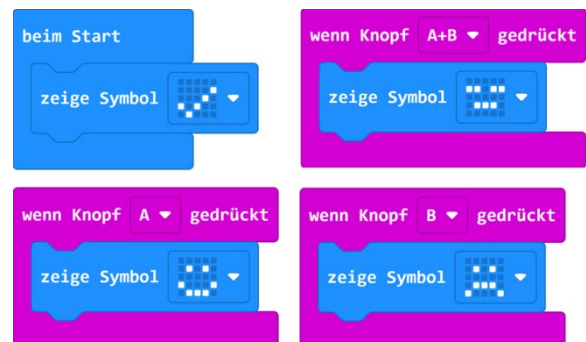 beim Start
zeige Symbol
wenn Knopf A+B gedrückt
zeige Symbol
wenn Knopf A gedrückt
zeige Symbol
wenn Knopf B gedrückt
zeige Symbol